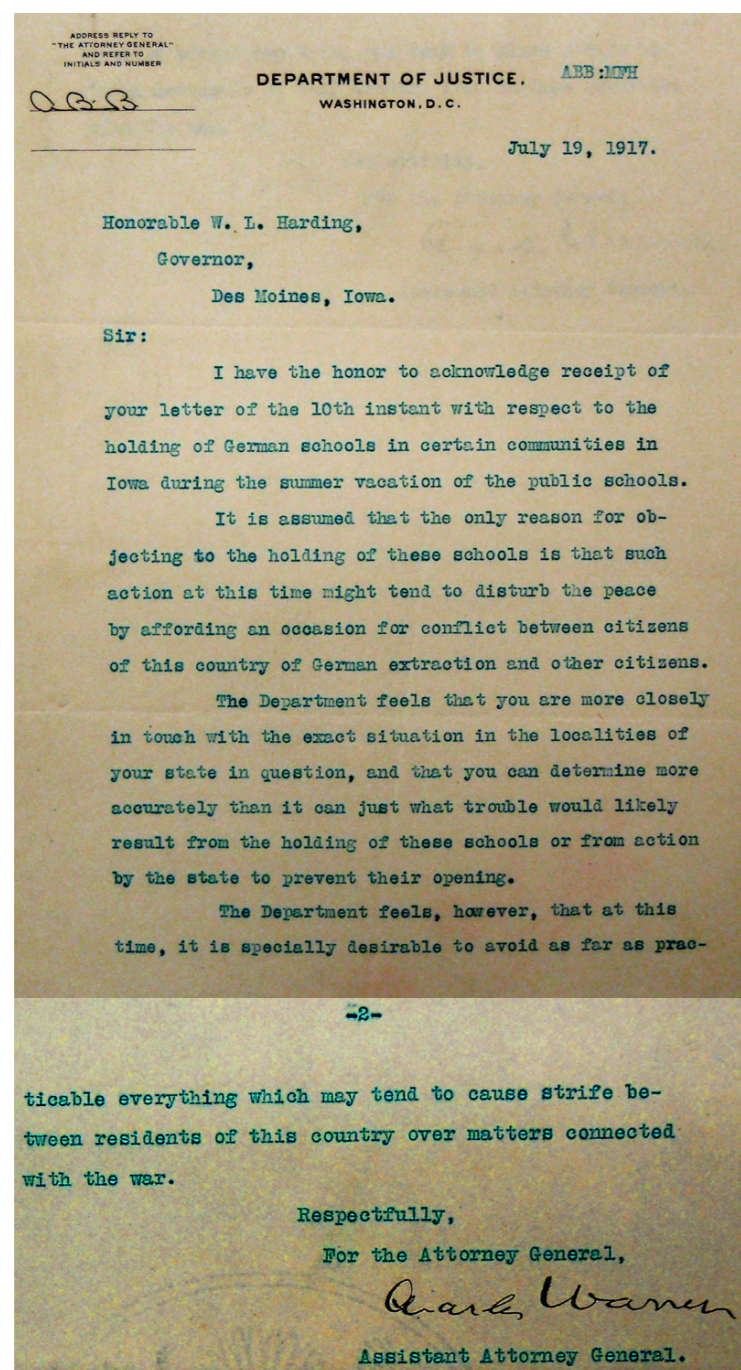 ADDRESS REPLY TO
"THE ATTORNEY GENERAL"
AND REFER TO
INITIALS AND NUMBER
ABB
DEPARTMENT OF JUSTICE.
WASHINGTON, D. C.
ABB:MFH
July 19, 1917.
Honorable W. L. Harding,
Governor,
Des Moines, Iowa.
Sir:
I have the honor to acknowledge receipt of
your letter of the 10th instant with respect to the
holding of German schools in certain communities in
Iowa during the summer vacation of the public schools.
It is assumed that the only reason for ob-
jecting to the holding of these schools is that such
action at this time might tend to disturb the peace
by affording an occasion for conflict between citizens
of this country of German extraction and other citizens.
The Department feels that you are more closely
in touch with the exact situation in the localities of
your state in question, and that you can determine more
accurately than it can just what trouble would likely
result from the holding of these schools or from action
by the state to prevent their opening.
The Department feels, however, that at this
time, it is specially desirable to avoid as far as prac-
-2-
ticable everything which may tend to cause strife be-
tween residents of this country over matters connected
with the war.
Respectfully,
For the Attorney General,
Charles Warren
Assistant Attorney General.